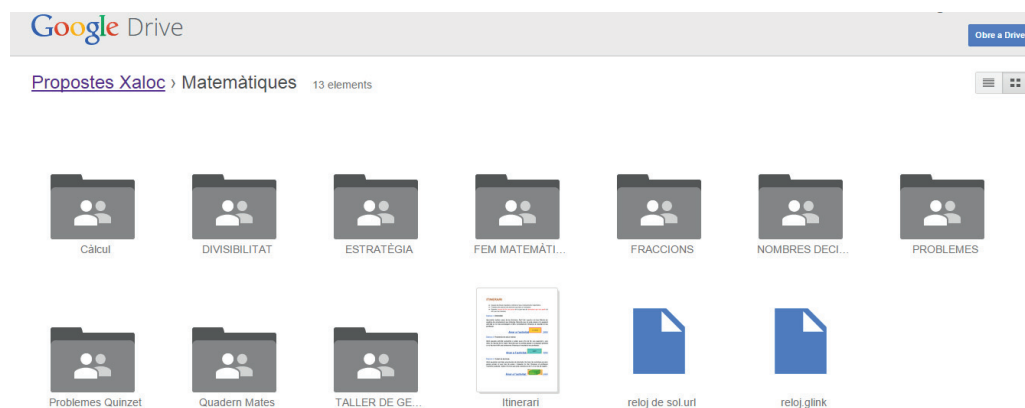 Google Drive
Obre a Drive
Propostes Xaloc › Matemàtiques 13 elements
Càlcul DIVISIBILITAT ESTRATÈGIA FEM MATEMÀTI... FRACCIONS NOMBRES DECI... PROBLEMES
Problemes Quinzet Quadern Mates TALLER DE GE... Itinerari reloj de sol.url reloj.glink